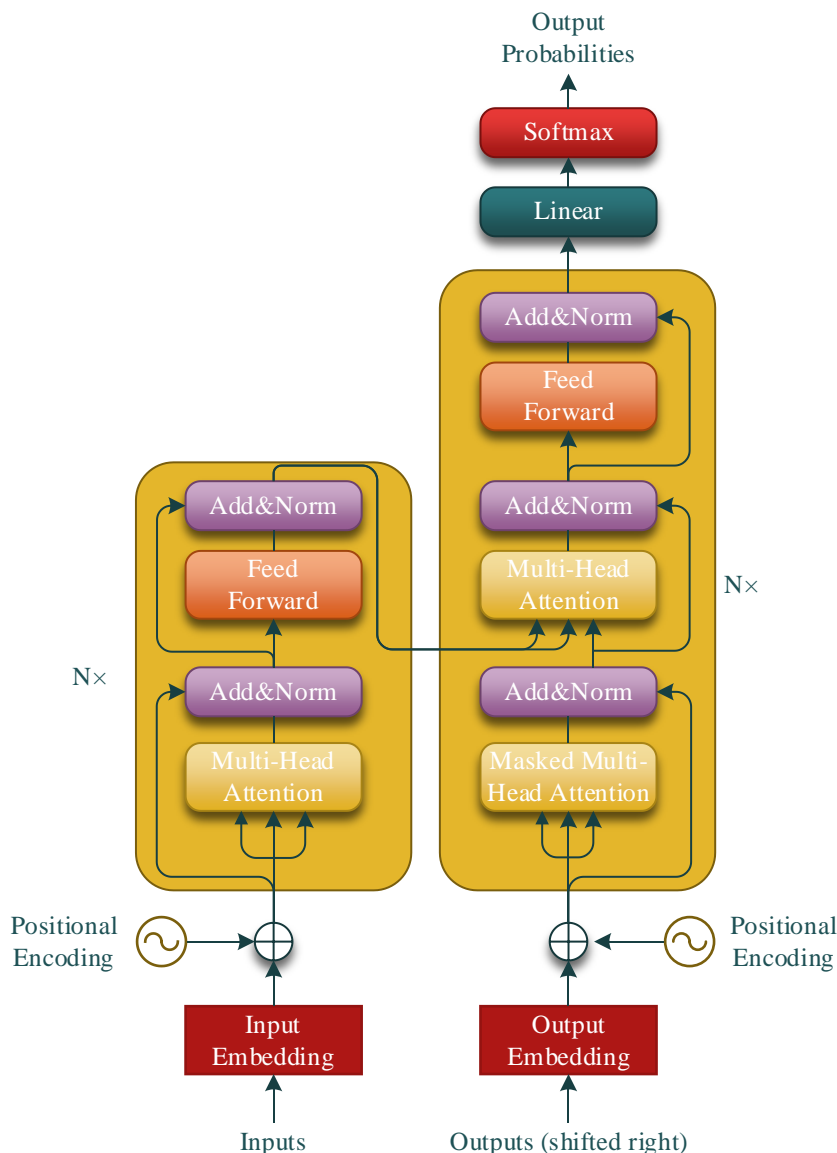 Output
Probabilities
Softmax
Linear
Add&Norm
Feed
Forward
Add&Norm
Multi-Head
Attention
N×
Add&Norm
Masked Multi-
Head Attention
Add&Norm
Feed
Forward
N×
Add&Norm
Multi-Head
Attention
Positional
Encoding
Positional
Encoding
Input
Embedding
Output
Embedding
Inputs
Outputs (shifted right)